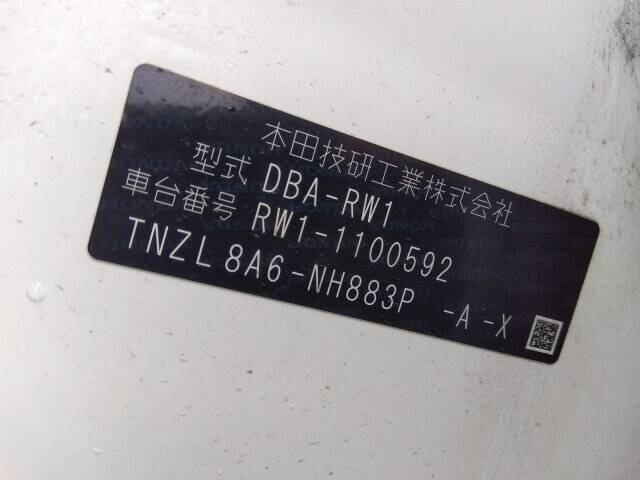 本田技研工業株式会社
型式 DBA-RW1
車台番号 RW1-1100592
TNZL 8A6-NH883P -A -X